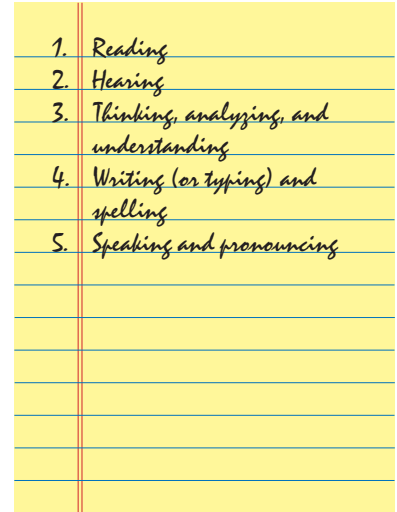 1. Reading
2. Hearing
3. Thinking, analyzing, and
understanding
4. Writing (or typing) and
spelling
5. Speaking and pronouncing